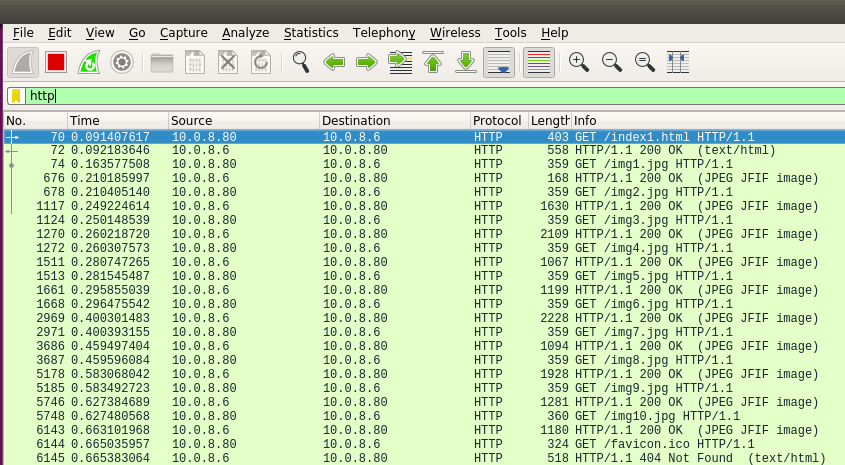 File Edit View Go Capture Analyze Statistics Telephony Wireless Tools Help
http
No. Time Source Destination Protocol Length Info
70 0.091407617 10.0.8.80 10.0.8.6 HTTP 403 GET /index1.html HTTP/1.1
72 0.092183646 10.0.8.6 10.0.8.80 HTTP 558 HTTP/1.1 200 OK (text/html)
74 0.163577508 10.0.8.80 10.0.8.6 HTTP 359 GET /img1.jpg HTTP/1.1
676 0.210185997 10.0.8.6 10.0.8.80 HTTP 168 HTTP/1.1 200 OK (JPEG JFIF image)
678 0.210405140 10.0.8.80 10.0.8.6 HTTP 359 GET /img2.jpg HTTP/1.1
1117 0.249224614 10.0.8.6 10.0.8.80 HTTP 1630 HTTP/1.1 200 OK (JPEG JFIF image)
1124 0.250148539 10.0.8.80 10.0.8.6 HTTP 359 GET /img3.jpg HTTP/1.1
1270 0.260218720 10.0.8.6 10.0.8.80 HTTP 2109 HTTP/1.1 200 OK (JPEG JFIF image)
1272 0.260307573 10.0.8.80 10.0.8.6 HTTP 359 GET /img4.jpg HTTP/1.1
1511 0.280747265 10.0.8.6 10.0.8.80 HTTP 1067 HTTP/1.1 200 OK (JPEG JFIF image)
1513 0.281545487 10.0.8.80 10.0.8.6 HTTP 359 GET /img5.jpg HTTP/1.1
1661 0.295855039 10.0.8.6 10.0.8.80 HTTP 1199 HTTP/1.1 200 OK (JPEG JFIF image)
1668 0.296475542 10.0.8.80 10.0.8.6 HTTP 359 GET /img6.jpg HTTP/1.1
2969 0.400301483 10.0.8.6 10.0.8.80 HTTP 2228 HTTP/1.1 200 OK (JPEG JFIF image)
2971 0.400393155 10.0.8.80 10.0.8.6 HTTP 359 GET /img7.jpg HTTP/1.1
3686 0.459497404 10.0.8.6 10.0.8.80 HTTP 1094 HTTP/1.1 200 OK (JPEG JFIF image)
3687 0.459596084 10.0.8.80 10.0.8.6 HTTP 359 GET /img8.jpg HTTP/1.1
5178 0.583068042 10.0.8.6 10.0.8.80 HTTP 1928 HTTP/1.1 200 OK (JPEG JFIF image)
5185 0.583492723 10.0.8.80 10.0.8.6 HTTP 359 GET /img9.jpg HTTP/1.1
5746 0.627384689 10.0.8.6 10.0.8.80 HTTP 1281 HTTP/1.1 200 OK (JPEG JFIF image)
5748 0.627480568 10.0.8.80 10.0.8.6 HTTP 360 GET /img10.jpg HTTP/1.1
6143 0.663101968 10.0.8.6 10.0.8.80 HTTP 1180 HTTP/1.1 200 OK (JPEG JFIF image)
6144 0.665035957 10.0.8.80 10.0.8.6 HTTP 324 GET /favicon.ico HTTP/1.1
6145 0.665383064 10.0.8.6 10.0.8.80 HTTP 518 HTTP/1.1 404 Not Found (text/html)